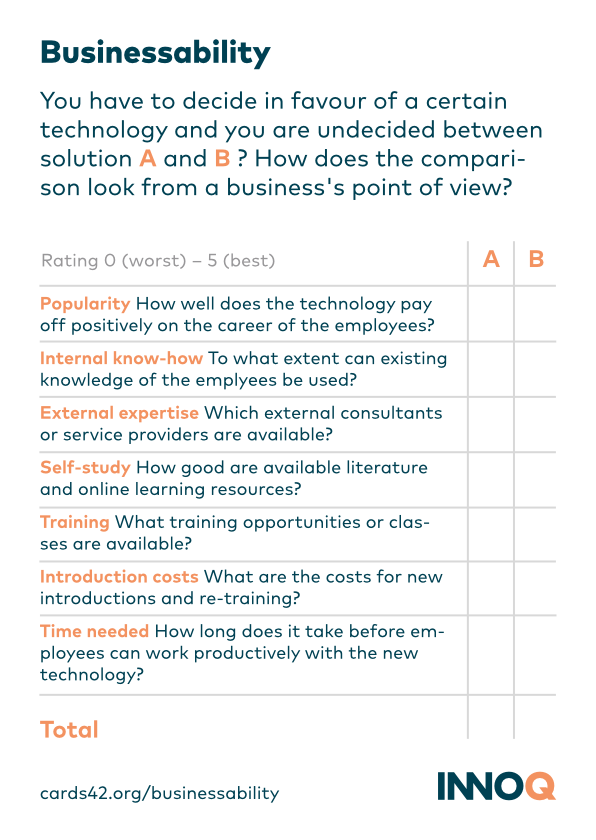 Businessability
You have to decide in favour of a certain
technology and you are undecided between
solution A and B ? How does the compari-
son look from a business's point of view?
Rating 0 (worst) – 5 (best) A B
Popularity How well does the technology pay
off positively on the career of the employees?
Internal know-how To what extent can existing
knowledge of the emplyees be used?
External expertise Which external consultants
or service providers are available?
Self-study How good are available literature
and online learning resources?
Training What training opportunities or clas-
ses are available?
Introduction costs What are the costs for new
introductions and re-training?
Time needed How long does it take before em-
ployees can work productively with the new
technology?
Total
cards42.org/businessability
INNOQ